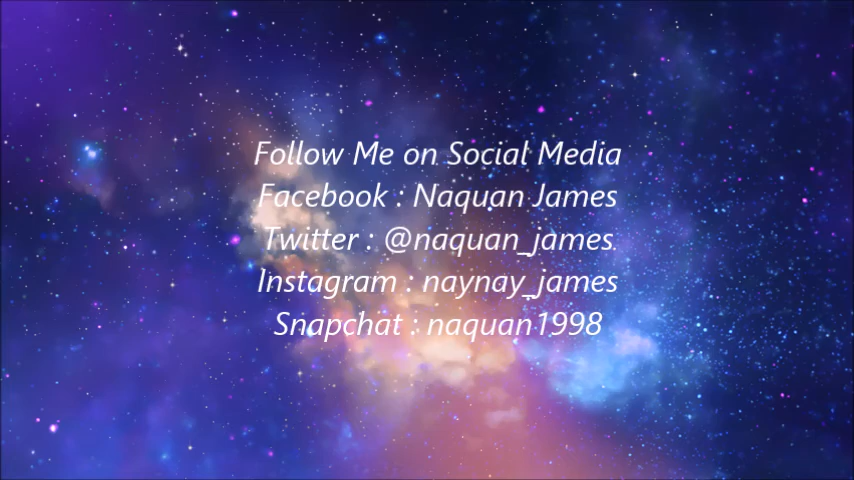 Follow Me on Social Media
Facebook : Naquan James
Twitter : @naquan_james
Instagram : naynay_james
Snapchat : naquan1998